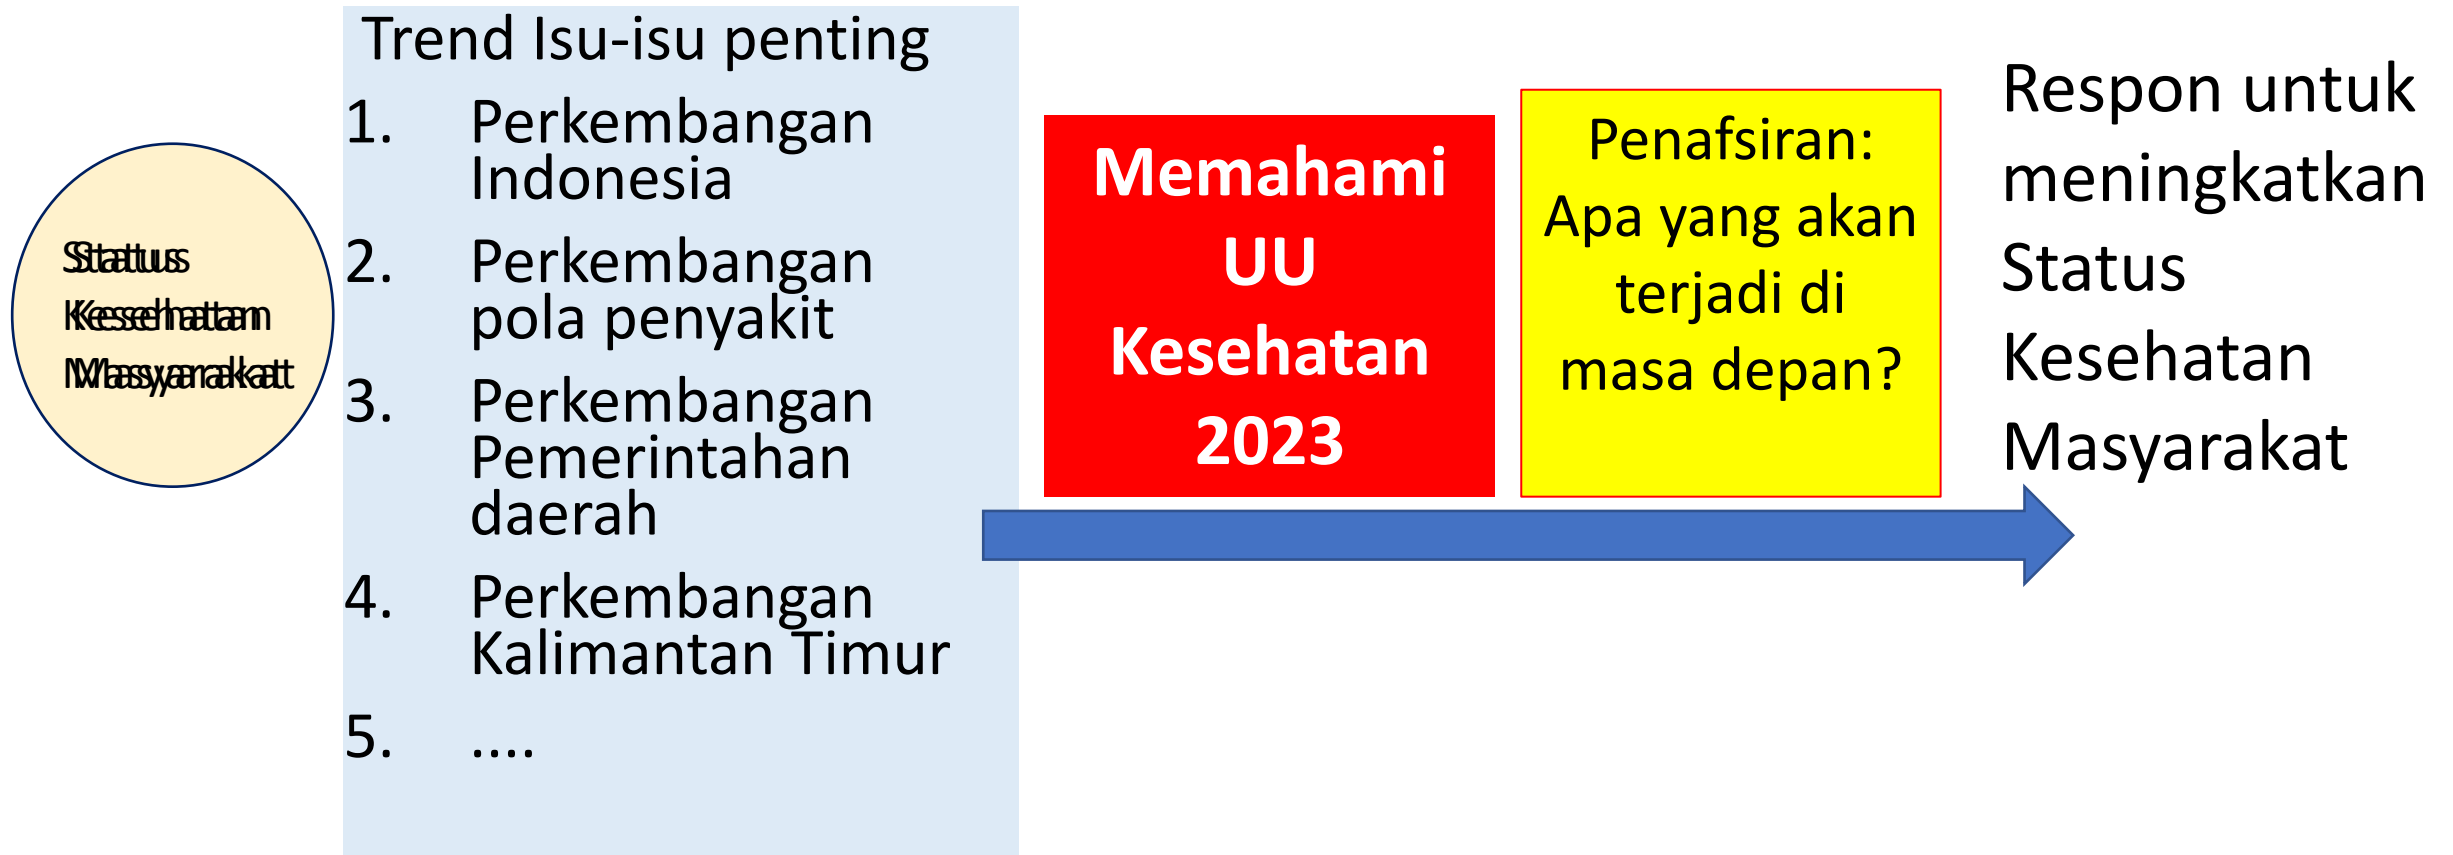 Status
Kesehatan
Masyarakat
Trend Isu-isu penting
1. Perkembangan
Indonesia
2. Perkembangan
pola penyakit
3. Perkembangan
Pemerintahan
daerah
4. Perkembangan
Kalimantan Timur
5. ....
Memahami
UU
Kesehatan
2023
Penafsiran:
Apa yang akan
terjadi di
masa depan?
Respon untuk
meningkatkan
Status
Kesehatan
Masyarakat